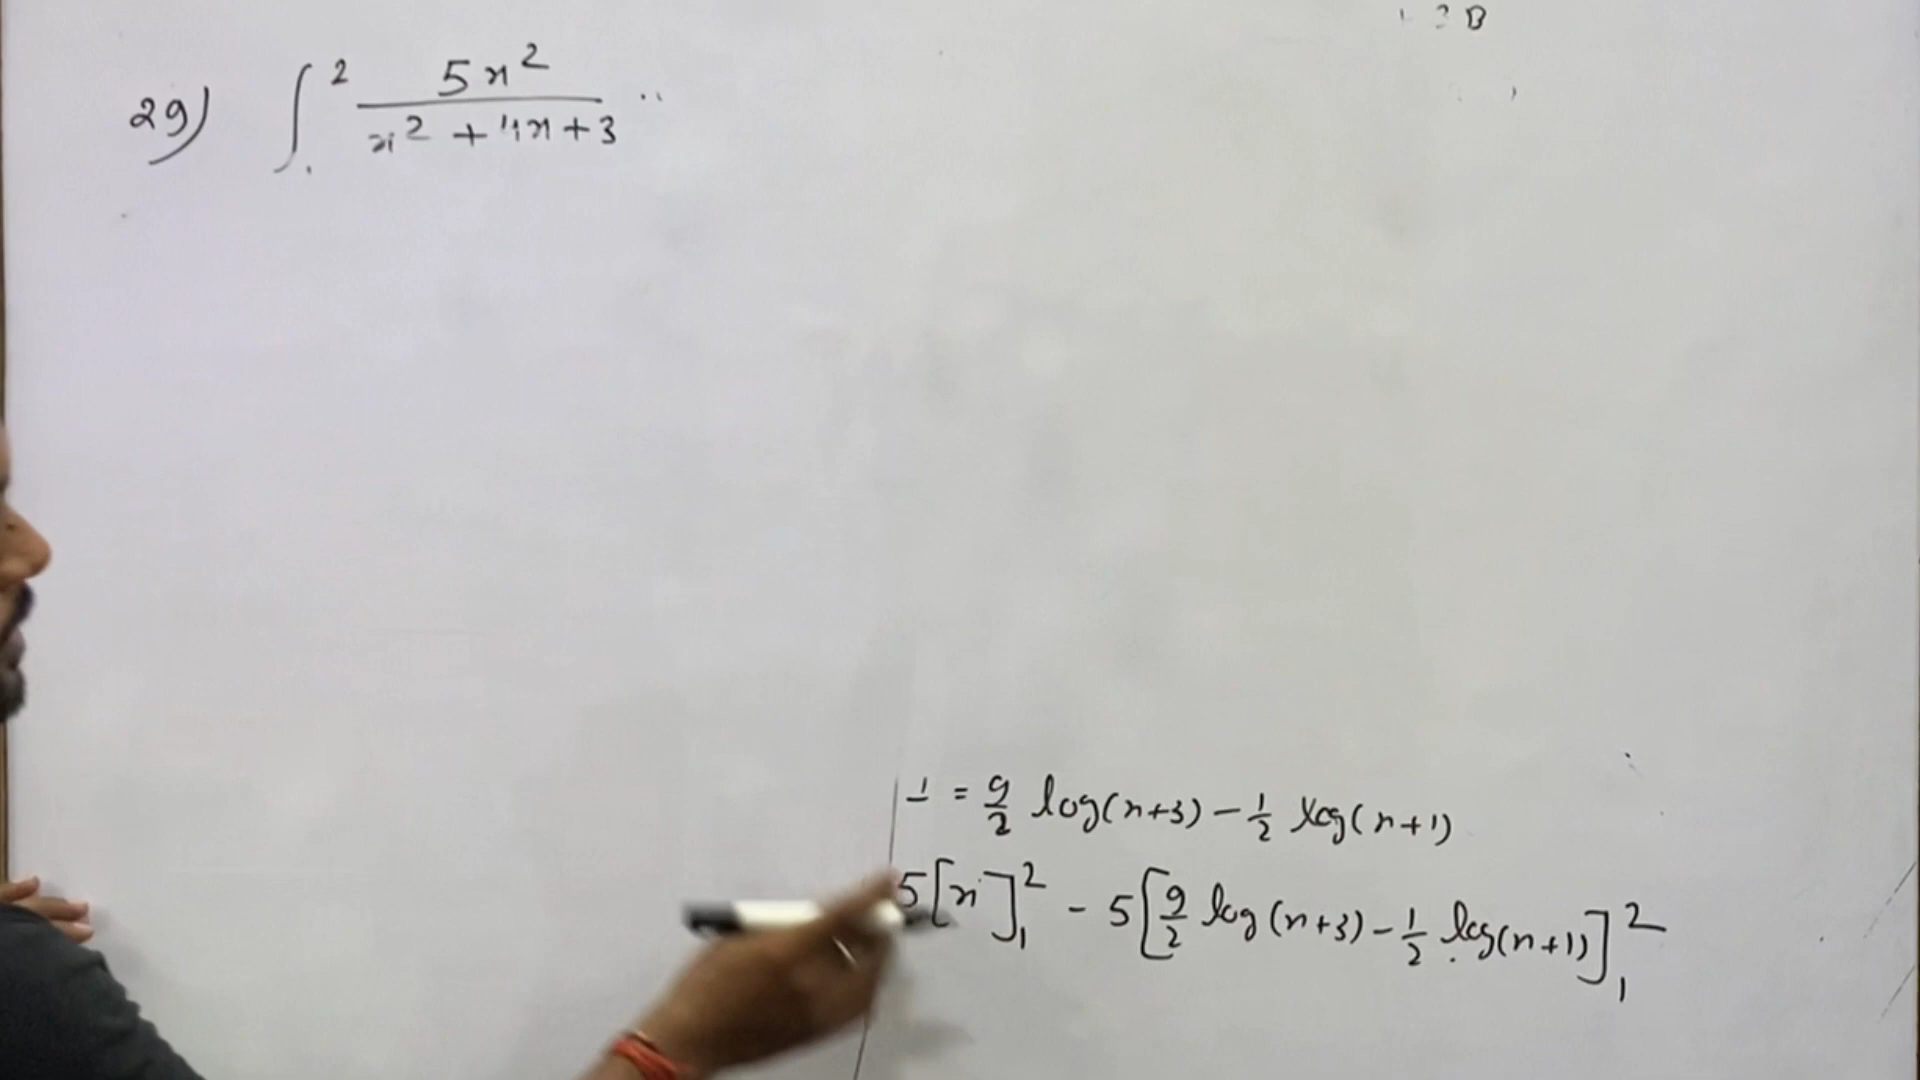 29) ∫₁² 5x² / x² + 4x + 3
I = 9/2 log(x+3) - 1/2 log(x+1)
5[x]₁² - 5[9/2 log(x+3) - 1/2 log(x+1)]₁²